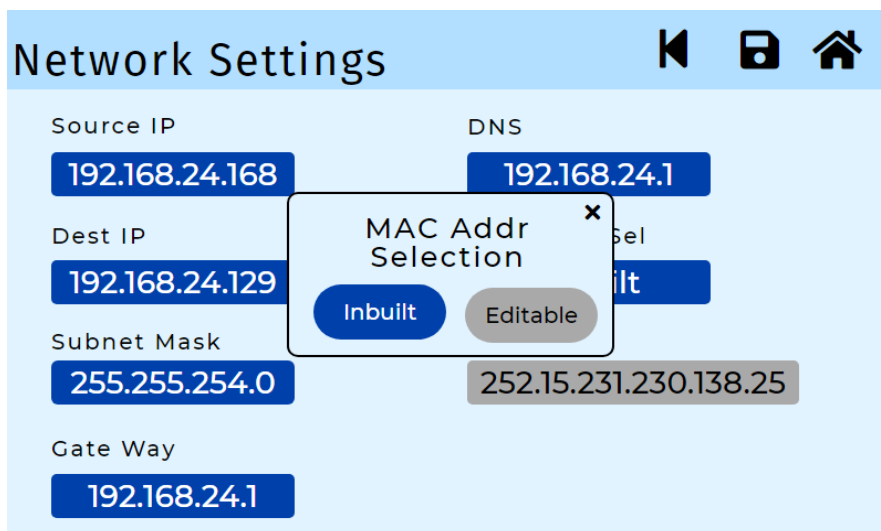 Network Settings
Source IP
DNS
192.168.24.168
192.168.24.1
MAC Addr
Selection
Dest IP
Sel
192.168.24.129
ilt
Inbuilt
Editable
Subnet Mask
255.255.254.0
252.15.231.230.138.25
Gate Way
192.168.24.1